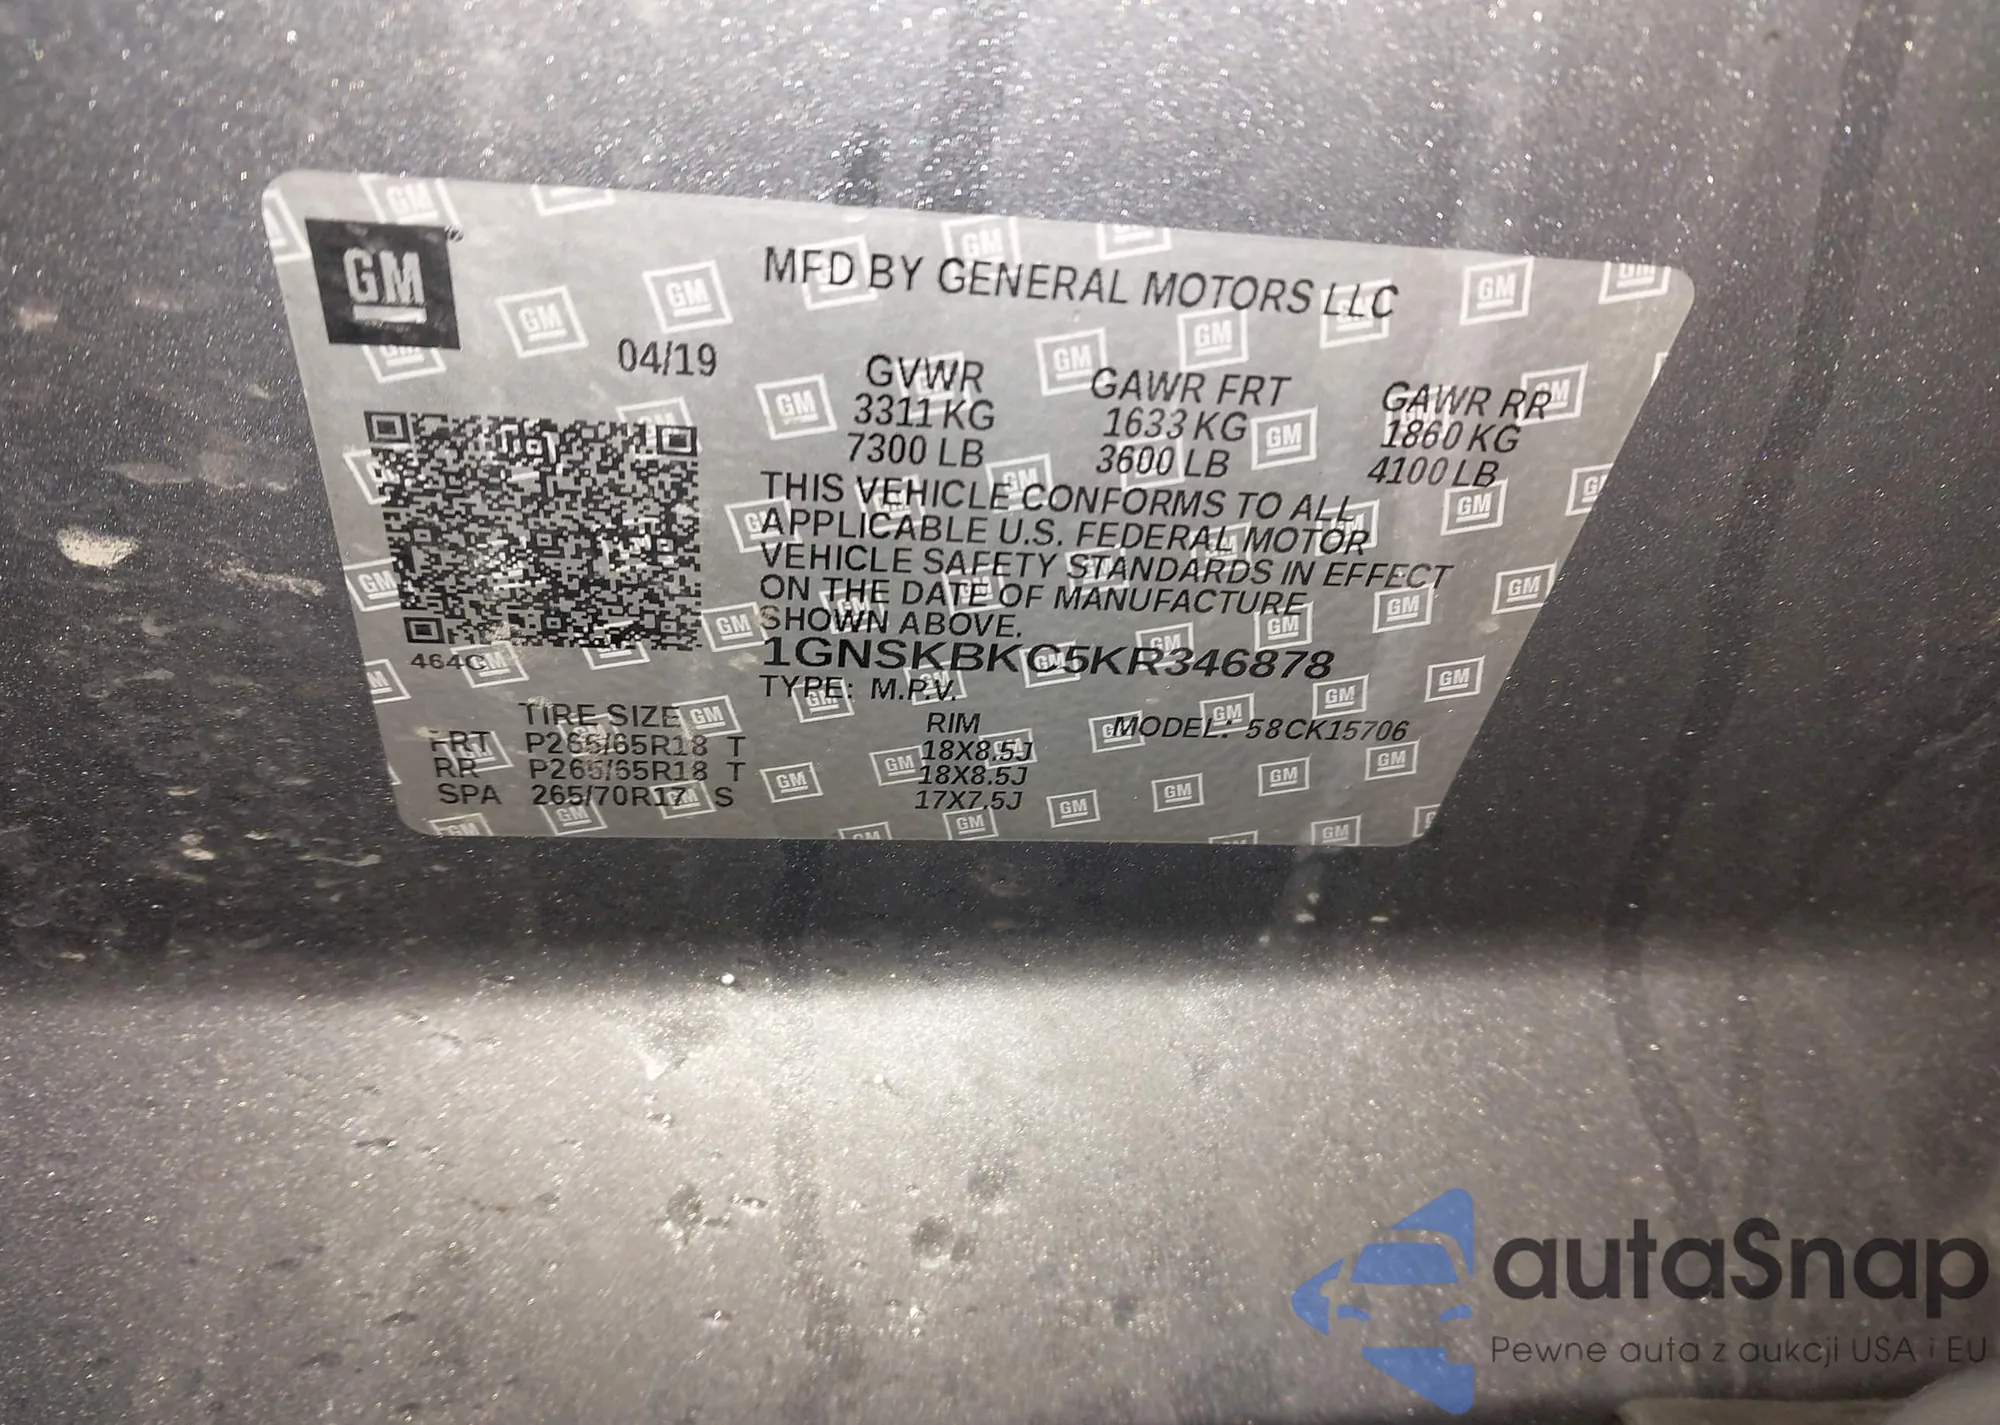 GM
MFD BY GENERAL MOTORS LLC
04/19
GVWR GAWR FRT GAWR RR
3311 KG 1633 KG 1860 KG
7300 LB 3600 LB 4100 LB
THIS VEHICLE CONFORMS TO ALL
APPLICABLE U.S. FEDERAL MOTOR
VEHICLE SAFETY STANDARDS IN EFFECT
ON THE DATE OF MANUFACTURE
SHOWN ABOVE.
464G
1GNSKBKC5KR346878
TYPE: M.P.V.
TIRE SIZE RIM MODEL: 58CK15706
FRT P265/65R18 T 18X8.5J
RR P265/65R18 T 18X8.5J
SPA 265/70R17 S 17X7.5J
autaSnap
Pewne auta z aukcji USA i EU